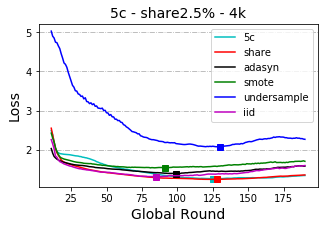 5c - share2.5% - 4k
Loss
5
4
3
2
5c
share
adasyn
smote
undersample
iid
25 50 75 100 125 150 175
Global Round